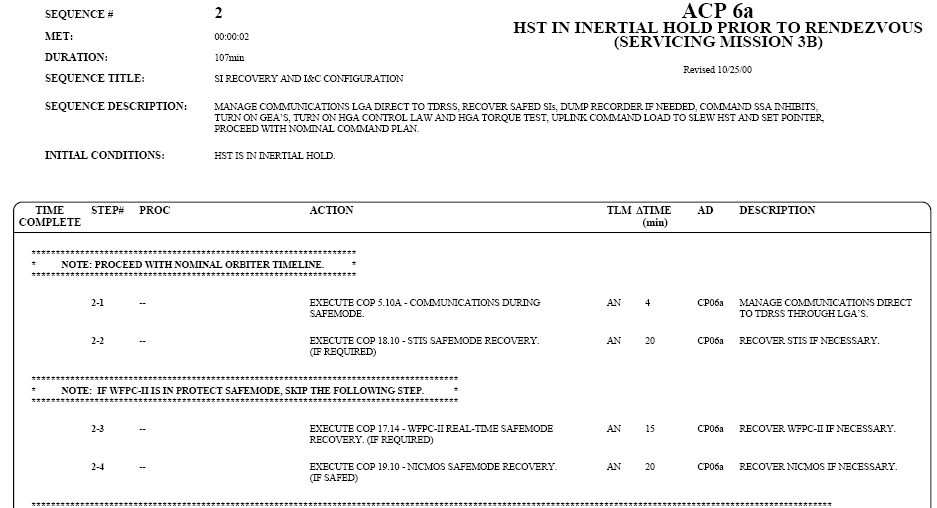 SEQUENCE # 2
ACP 6a
HST IN INERTIAL HOLD PRIOR TO RENDEZVOUS
(SERVICING MISSION 3B)
MET: 00:00:02
DURATION: 107min
Revised 10/25/00
SEQUENCE TITLE: SI RECOVERY AND I&C CONFIGURATION
SEQUENCE DESCRIPTION: MANAGE COMMUNICATIONS LGA DIRECT TO TDRSS, RECOVER SAFED SIs, DUMP RECORDER IF NEEDED, COMMAND SSA INHIBITS,
TURN ON GEA'S, TURN ON HGA CONTROL LAW AND HGA TORQUE TEST, UPLINK COMMAND LOAD TO SLEW HST AND SET POINTER,
PROCEED WITH NOMINAL COMMAND PLAN.
INITIAL CONDITIONS: HST IS IN INERTIAL HOLD.
TIME STEP# PROC ACTION TLM ΔTIME AD DESCRIPTION
COMPLETE (min)
*******************************************************************
* NOTE: PROCEED WITH NOMINAL ORBITER TIMELINE. *
*******************************************************************
2-1 -- EXECUTE COP 5.10A - COMMUNICATIONS DURING AN 4 CP06a MANAGE COMMUNICATIONS DIRECT
SAFEMODE. TO TDRSS THROUGH LGA'S.
2-2 -- EXECUTE COP 18.10 - STIS SAFEMODE RECOVERY. AN 20 CP06a RECOVER STIS IF NECESSARY.
(IF REQUIRED)
****************************************************************************************
* NOTE: IF WFPC-II IS IN PROTECT SAFEMODE, SKIP THE FOLLOWING STEP. *
****************************************************************************************
2-3 -- EXECUTE COP 17.14 - WFPC-II REAL-TIME SAFEMODE AN 15 CP06a RECOVER WFPC-II IF NECESSARY.
RECOVERY. (IF REQUIRED)
2-4 -- EXECUTE COP 19.10 - NICMOS SAFEMODE RECOVERY. AN 20 CP06a RECOVER NICMOS IF NECESSARY.
(IF SAFED)
********************************************************************************************************************************************************************